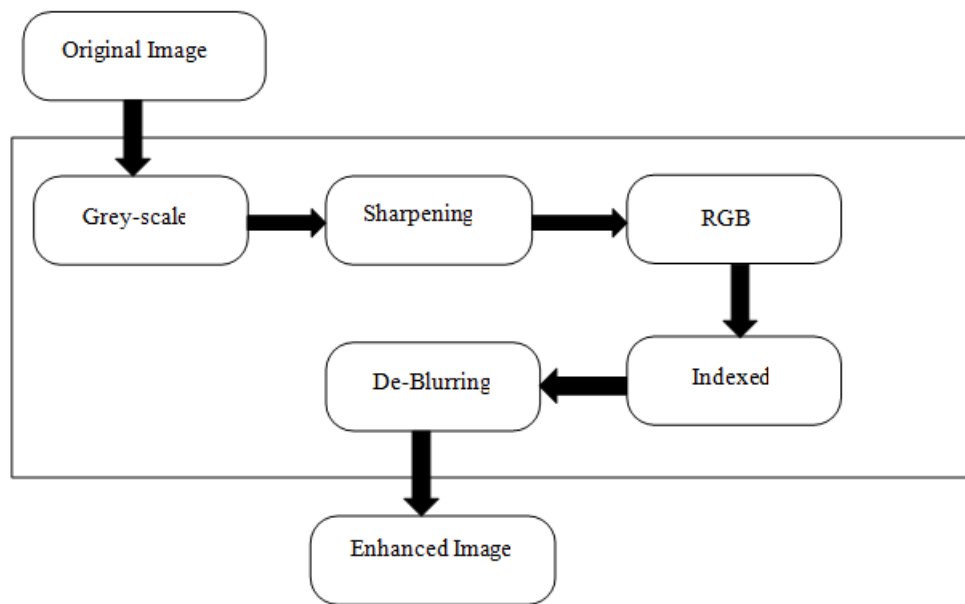 Original Image
Grey-scale
Sharpening
RGB
Indexed
De-Blurring
Enhanced Image